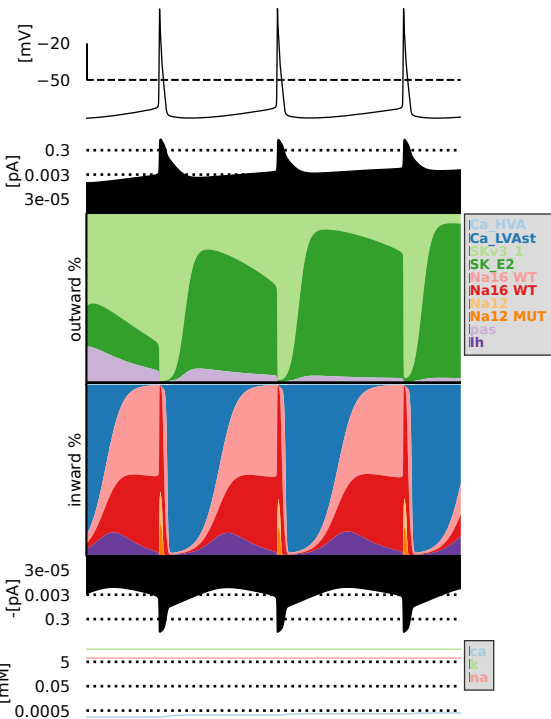 [mV]
−20
−50
[pA]
0.3
0.003
3e-05
outward %
Ca_HVA
Ca_LVAst
SKv3_1
SK_E2
Na16 WT
Na16 WT
Na12
Na12 MUT
pas
Ih
inward %
-[pA]
3e-05
0.003
0.3
[mM]
5
0.05
0.0005
ca
k
na